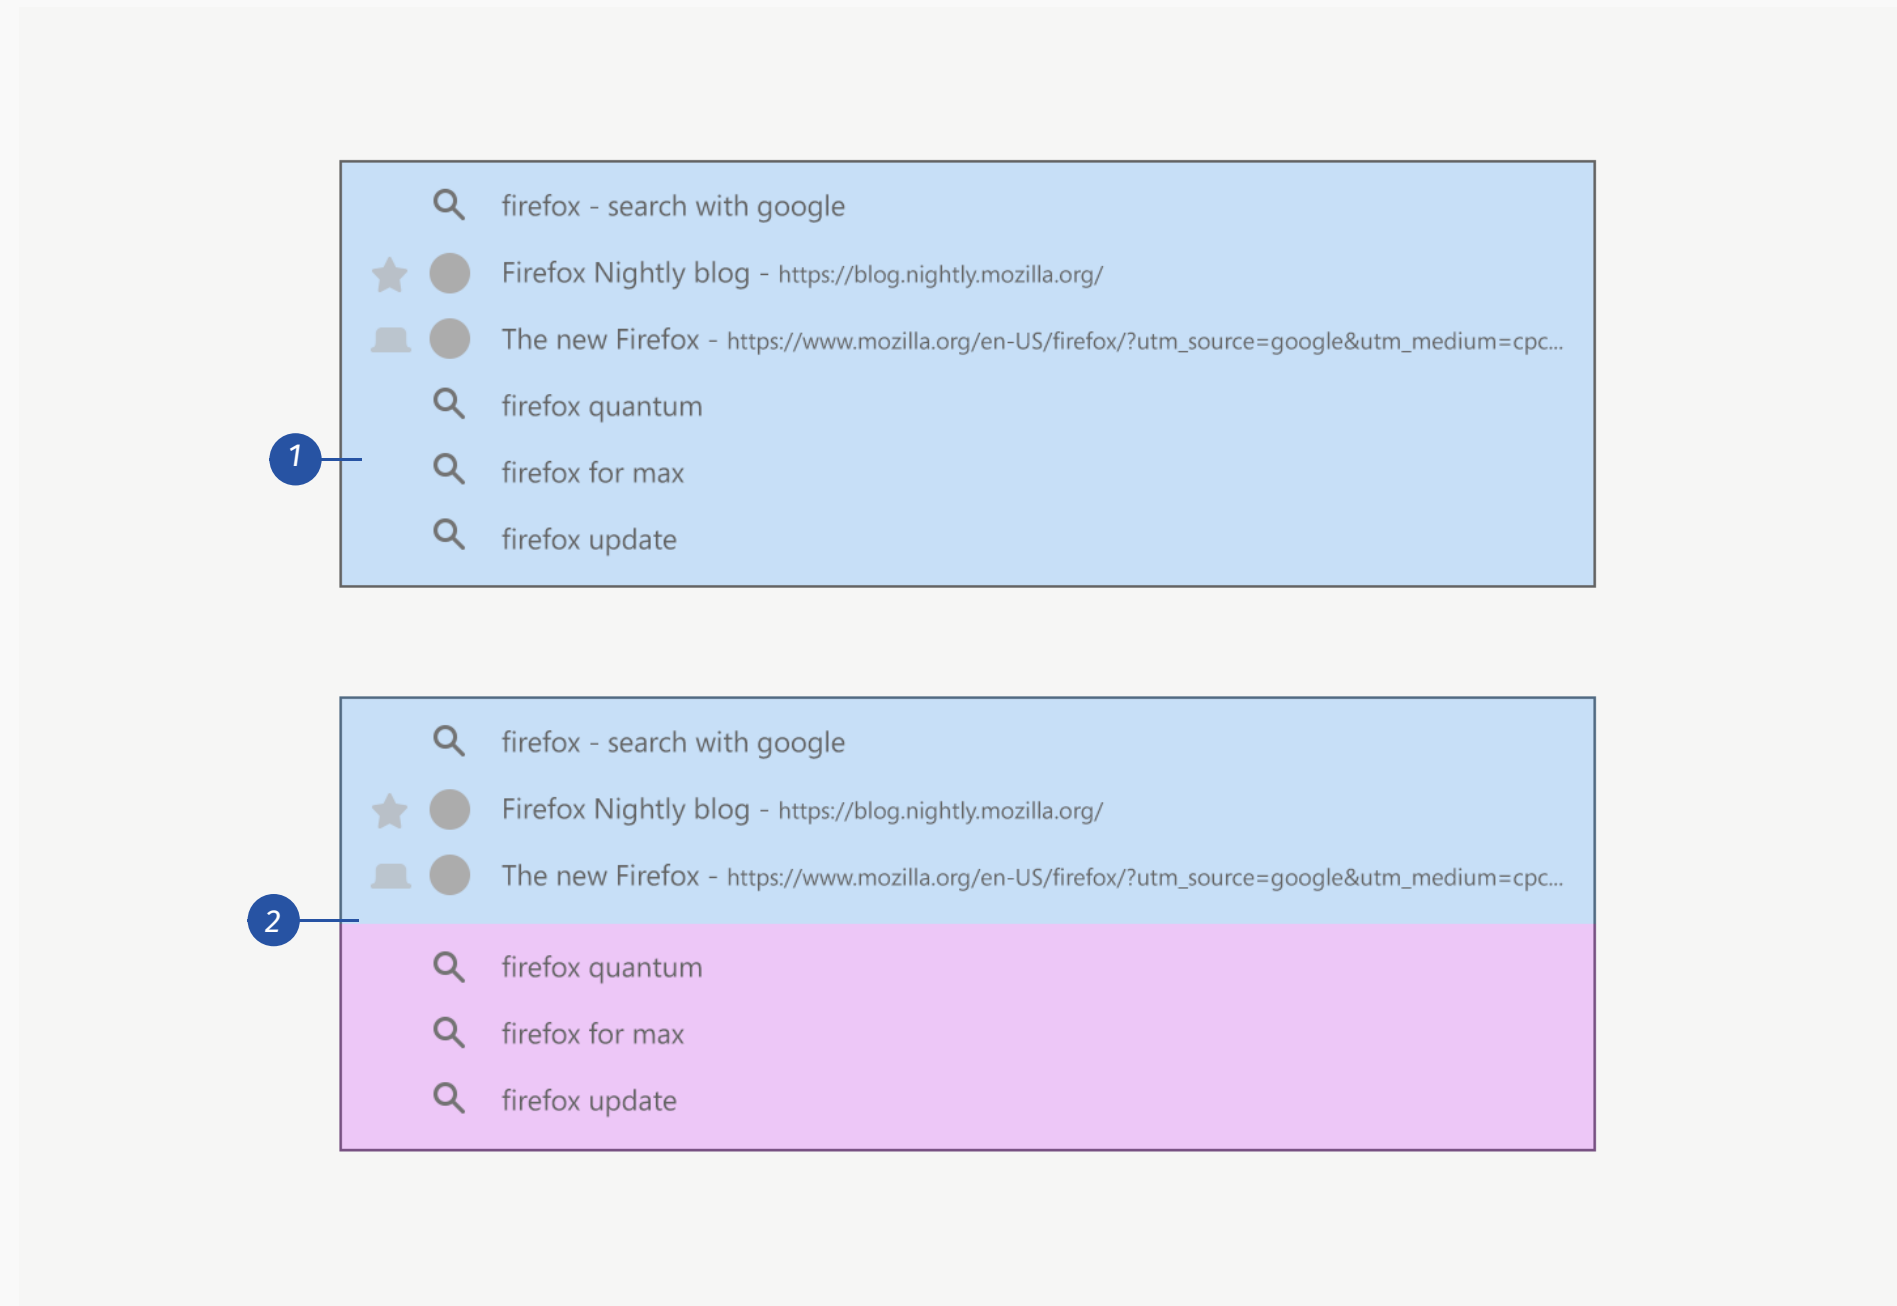 firefox - search with google
Firefox Nightly blog - https://blog.nightly.mozilla.org/
The new Firefox - https://www.mozilla.org/en-US/firefox/?utm_source=google&utm_medium=cpc...
firefox quantum
1
firefox for max
firefox update
firefox - search with google
Firefox Nightly blog - https://blog.nightly.mozilla.org/
The new Firefox - https://www.mozilla.org/en-US/firefox/?utm_source=google&utm_medium=cpc...
2
firefox quantum
firefox for max
firefox update